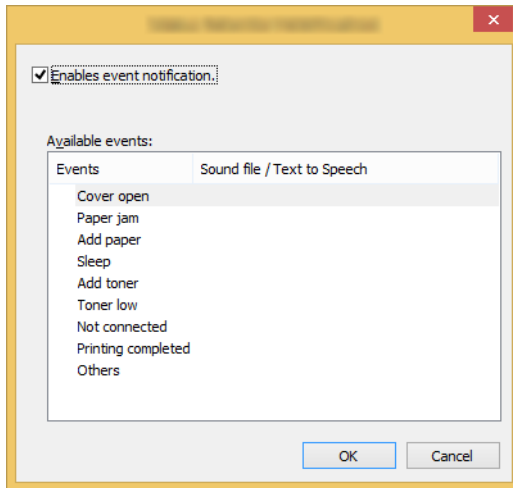 Enables event notification.
Available events:
Events Sound file / Text to Speech
Cover open
Paper jam
Add paper
Sleep
Add toner
Toner low
Not connected
Printing completed
Others
OK Cancel